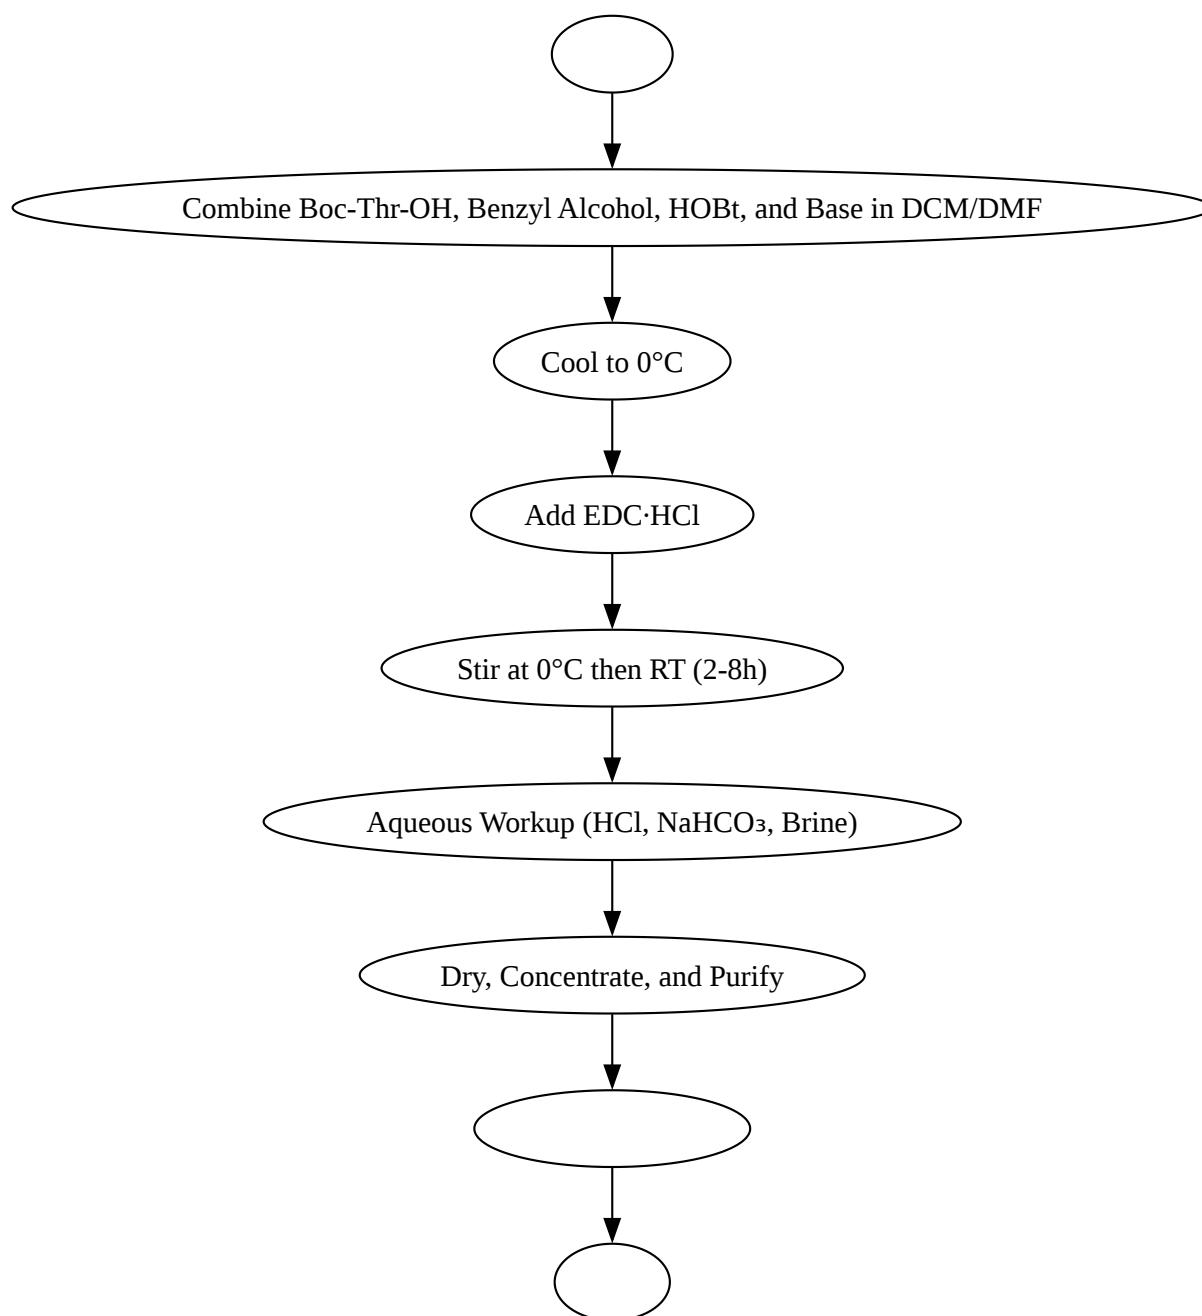 Combine Boc-Thr-OH, Benzyl Alcohol, HOBt, and Base in DCM/DMF
Cool to 0°C
Add EDC·HCl
Stir at 0°C then RT (2-8h)
Aqueous Workup (HCl, NaHCO₃, Brine)
Dry, Concentrate, and Purify